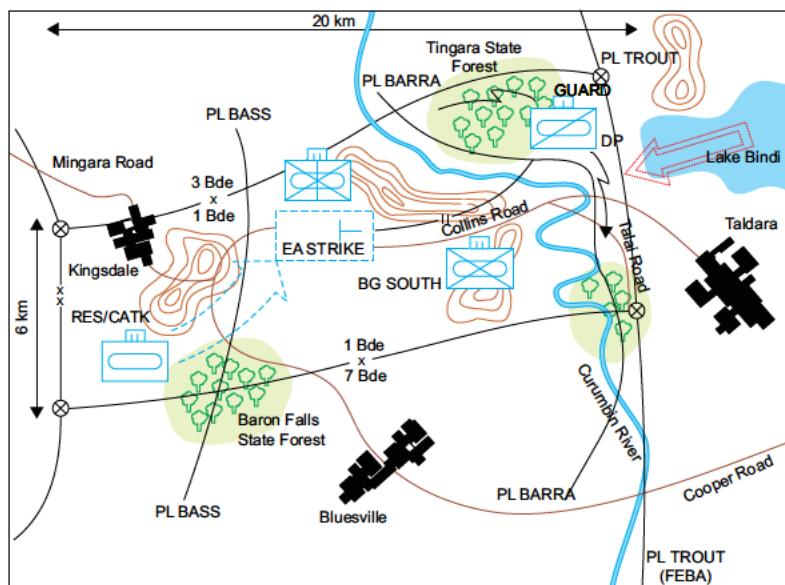 20 km
Tingara State
Forest
PL TROUT
PL BARRA
GUARD
PL BASS
DP
Lake Bindi
Mingara Road
3 Bde
x
1 Bde
Collins Road
Taldara
EA STRIKE
Talai Road
Kingsdale
xx
6 km
BG SOUTH
RES/CATK
1 Bde
x
7 Bde
Curumbin
River
Baron Falls
State Forest
Cooper Road
PL BARRA
PL BASS
Bluesville
PL TROUT
(FEBA)